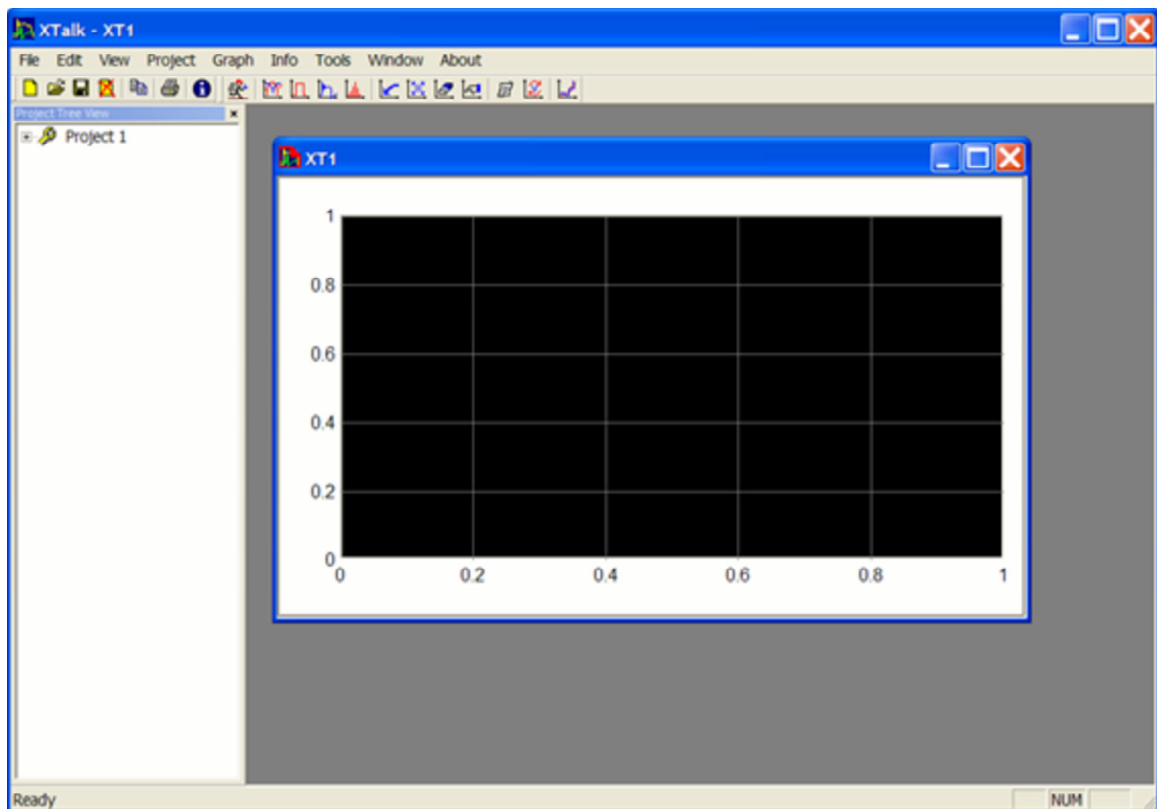 XTalk - XT1
File Edit View Project Graph Info Tools Window About
Project Tree View
Project 1
XT1
1
0.8
0.6
0.4
0.2
0
0 0.2 0.4 0.6 0.8 1
Ready NUM